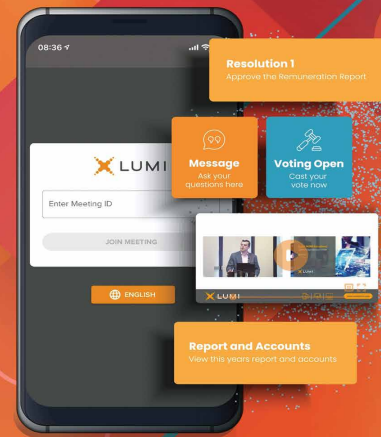 08:36
Resolution 1
Approve the Remuneration Report
LUMI
Enter Meeting ID
JOIN MEETING
ENGLISH
Message
Ask your
questions here
Voting Open
Cast your
vote now
LUMI
Report and Accounts
View this years report and accounts